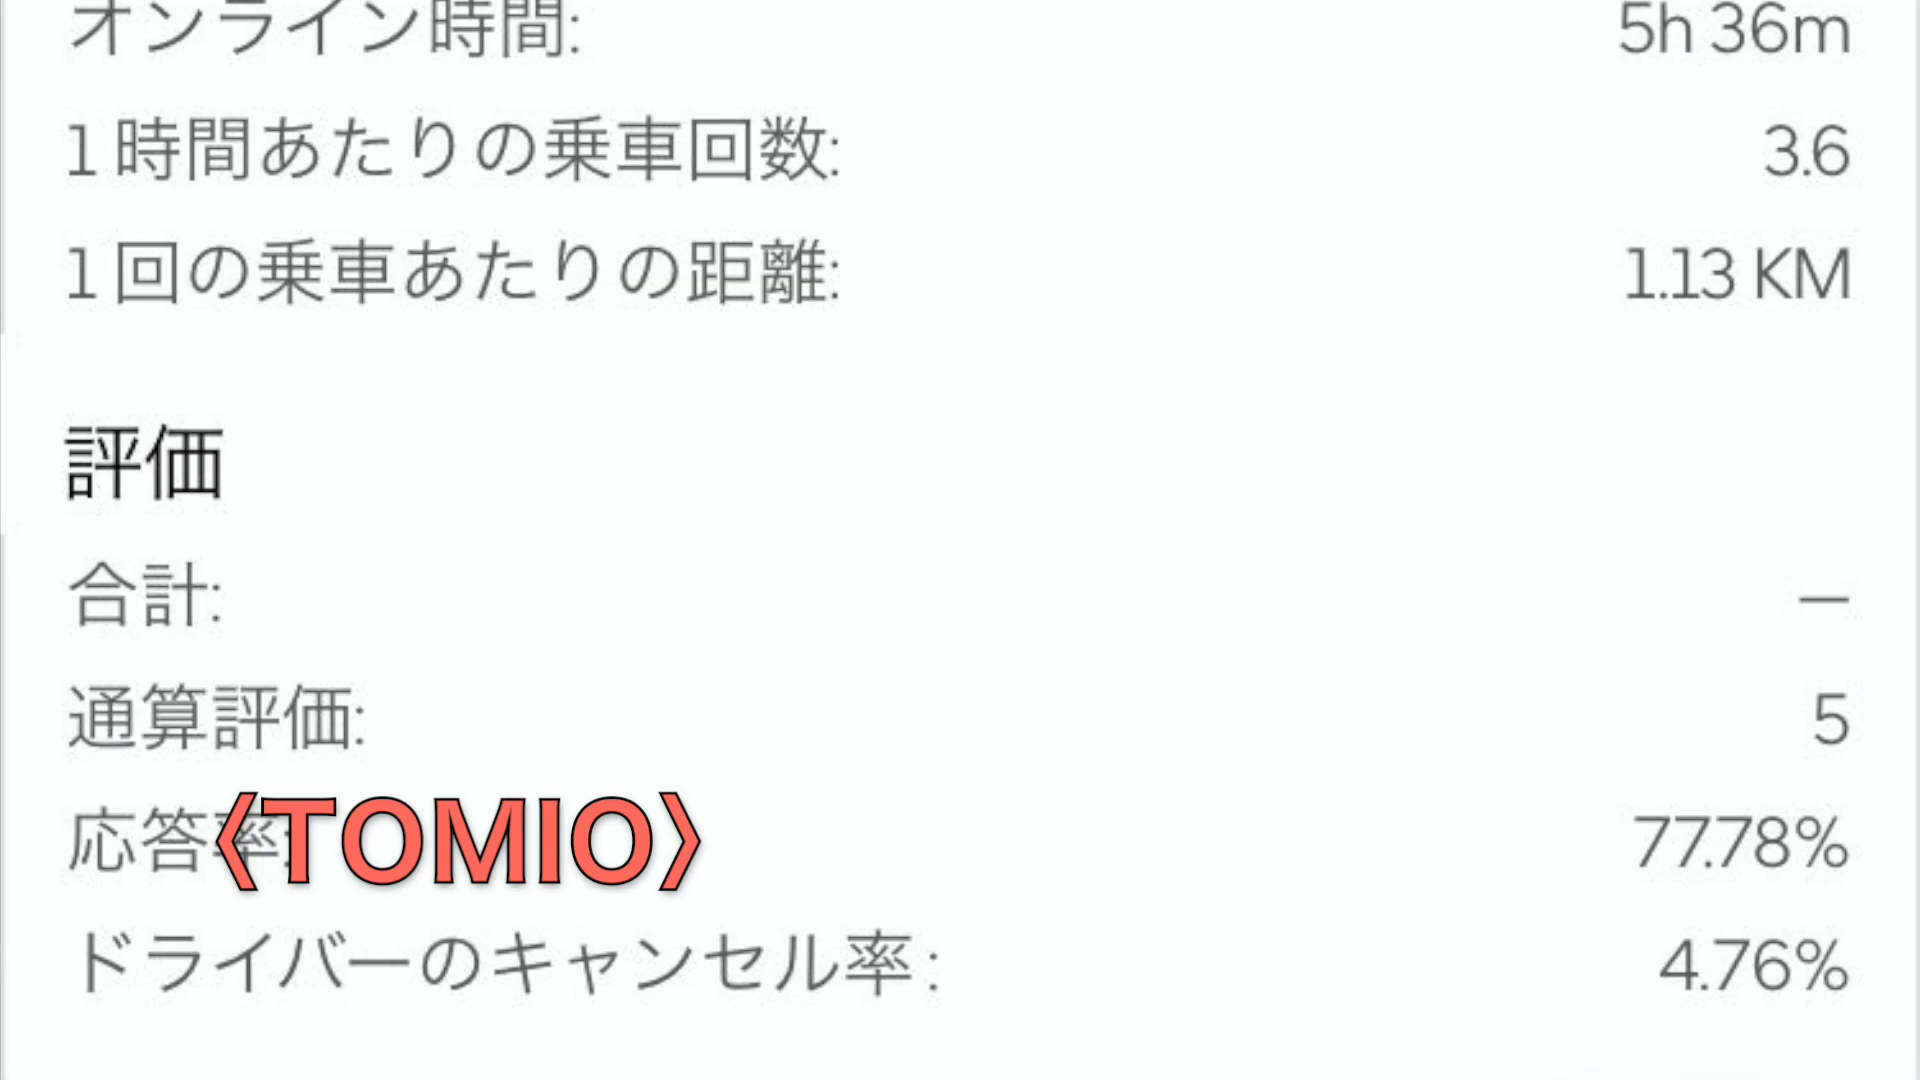 オンライン時間: 5h 36m
1時間あたりの乗車回数: 3.6
1回の乗車あたりの距離: 1.13 KM
評価
合計: —
通算評価: 5
応答率: 77.78%
《TOMIO》
ドライバーのキャンセル率: 4.76%